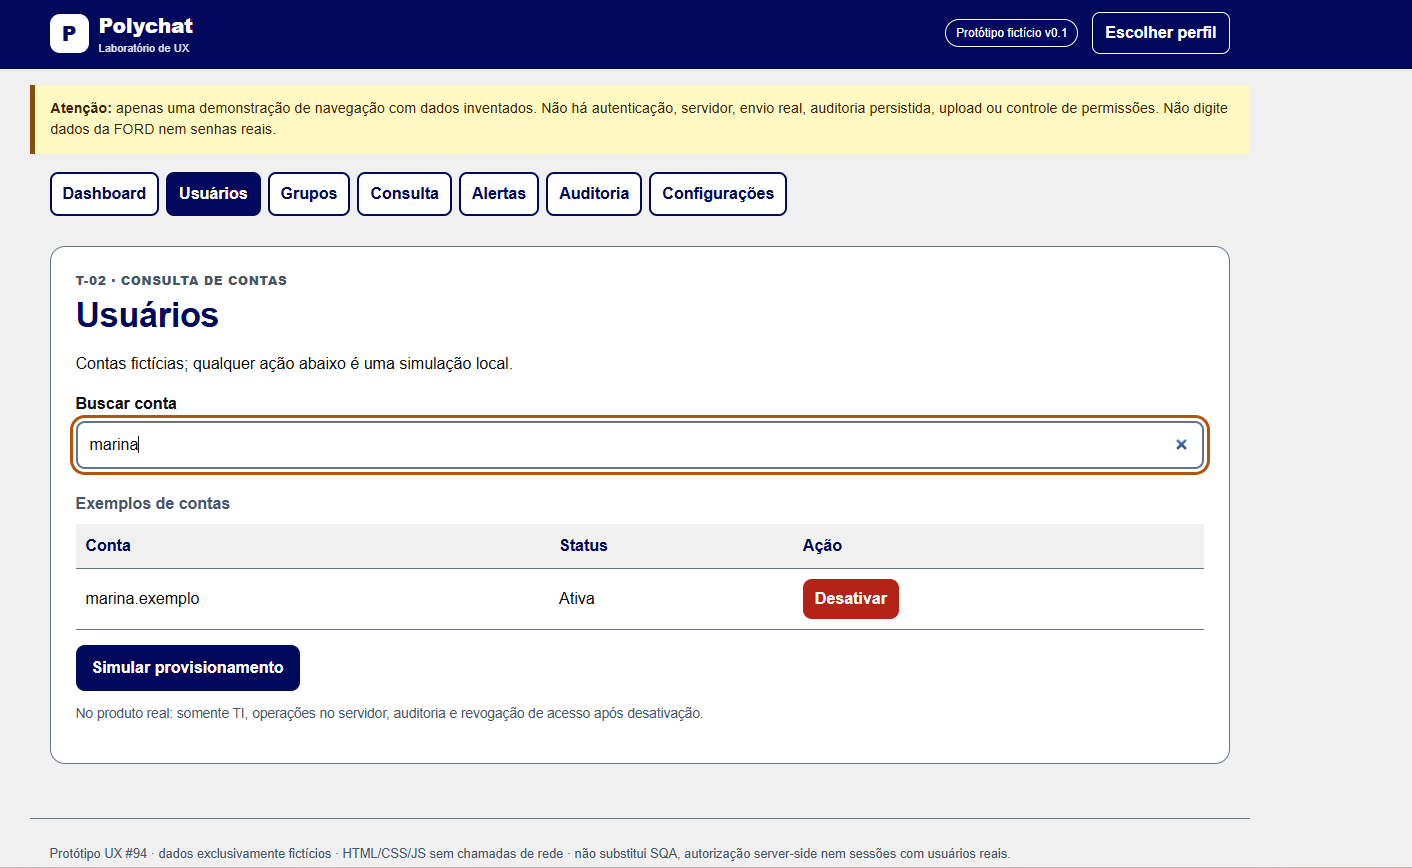 P
Polychat
Laboratório de UX
Protótipo fictício v0.1
Escolher perfil
Atenção: apenas uma demonstração de navegação com dados inventados. Não há autenticação, servidor, envio real, auditoria persistida, upload ou controle de permissões. Não digite
dados da FORD nem senhas reais.
Dashboard
Usuários
Grupos
Consulta
Alertas
Auditoria
Configurações
T-02 · CONSULTA DE CONTAS
Usuários
Contas fictícias; qualquer ação abaixo é uma simulação local.
Buscar conta
marina
Exemplos de contas
Conta Status Ação
marina.exemplo Ativa Desativar
Simular provisionamento
No produto real: somente TI, operações no servidor, auditoria e revogação de acesso após desativação.
Protótipo UX #94 · dados exclusivamente fictícios · HTML/CSS/JS sem chamadas de rede · não substitui SQA, autorização server-side nem sessões com usuários reais.